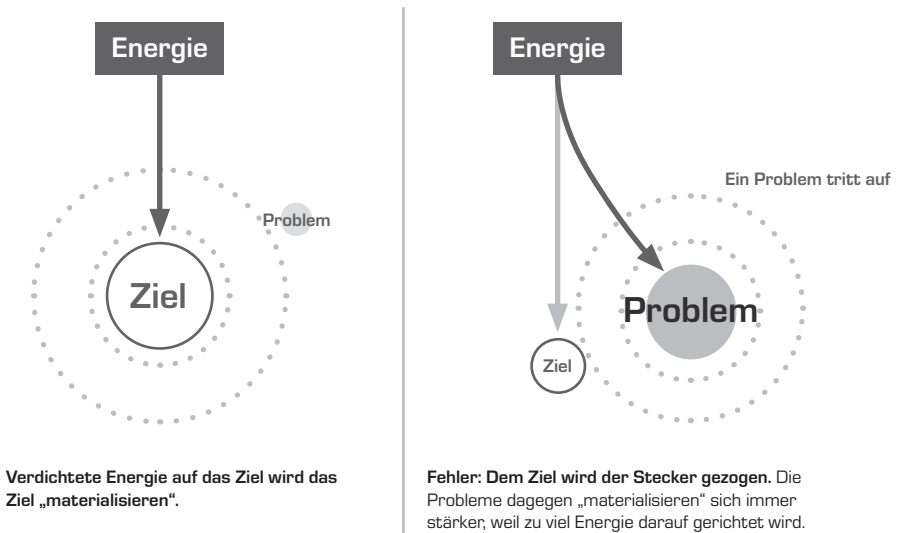 Energie
Problem
Ziel
Verdichtete Energie auf das Ziel wird das
Ziel „materialisieren“.
Energie
Ein Problem tritt auf
Problem
Ziel
Fehler: Dem Ziel wird der Stecker gezogen. Die
Probleme dagegen „materialisieren“ sich immer
stärker, weil zu viel Energie darauf gerichtet wird.